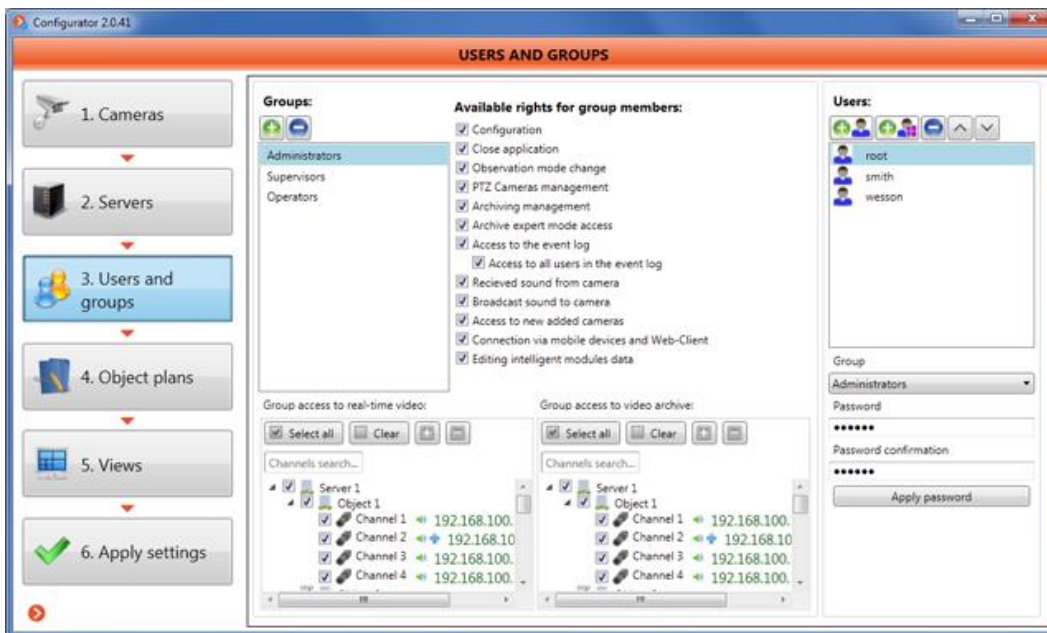 Configurator 2.0.41
USERS AND GROUPS
1. Cameras
2. Servers
3. Users and
groups
4. Object plans
5. Views
6. Apply settings
Groups:
Administrators
Supervisors
Operators
Available rights for group members:
Configuration
Close application
Observation mode change
PTZ Cameras management
Archiving management
Archive expert mode access
Access to the event log
Access to all users in the event log
Recieved sound from camera
Broadcast sound to camera
Access to new added cameras
Connection via mobile devices and Web-Client
Editing intelligent modules data
Group access to real-time video:
Select all
Clear
Channels search...
Server 1
Object 1
Channel 1 192.168.100.
Channel 2 192.168.10
Channel 3 192.168.100.
Channel 4 192.168.100.
Group access to video archive:
Select all
Clear
Channels search...
Server 1
Object 1
Channel 1 192.168.100.
Channel 2 192.168.10
Channel 3 192.168.100.
Channel 4 192.168.100.
Users:
root
smith
wesson
Group
Administrators
Password
Password confirmation
Apply password